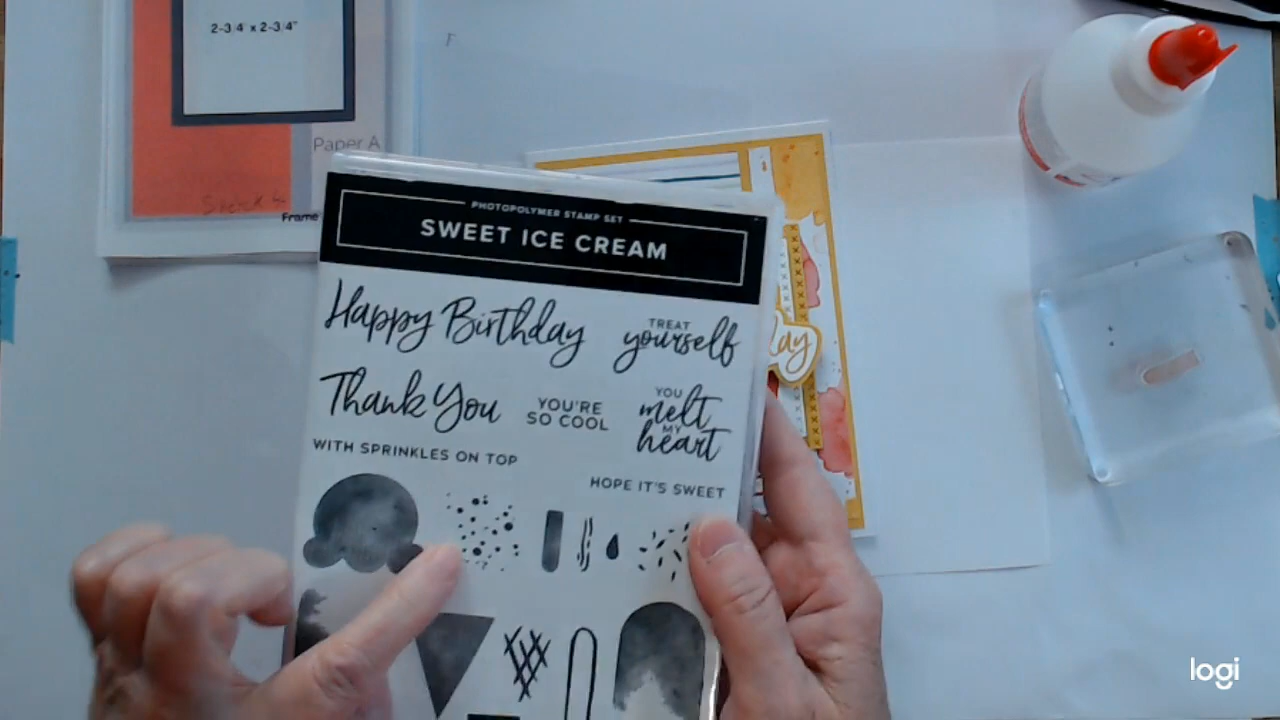 2-3/4" x 2-3/4"
Paper A
Frame
PHOTOPOLYMER STAMP SET
SWEET ICE CREAM
Happy Birthday
TREAT
yourself
Thank You
YOU'RE
SO COOL
YOU
melt
MY
heart
WITH SPRINKLES ON TOP
HOPE IT'S SWEET
day
logi